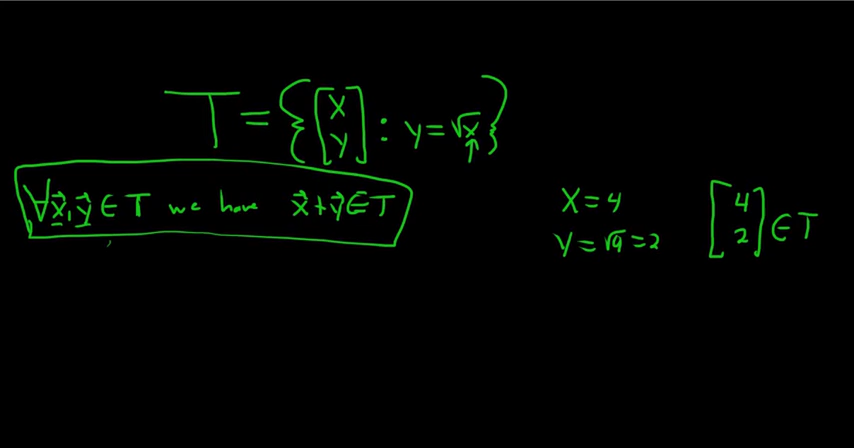 T = { [x y] : y = √x }
∀ x⃗, y⃗ ∈ T we have x⃗ + y⃗ ∈ T
x = 4
y = √4 = 2
[4 2] ∈ T